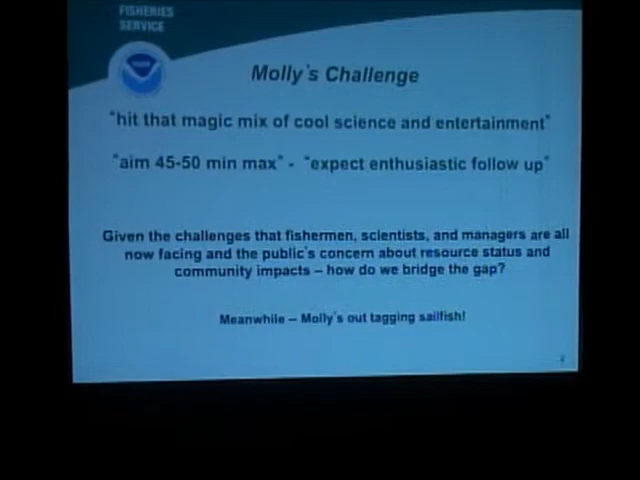 FISHERIES
SERVICE
Molly's Challenge
"hit that magic mix of cool science and entertainment"
"aim 45-50 min max" - "expect enthusiastic follow up"
Given the challenges that fishermen, scientists, and managers are all
now facing and the public's concern about resource status and
community impacts – how do we bridge the gap?
Meanwhile – Molly's out tagging sailfish!